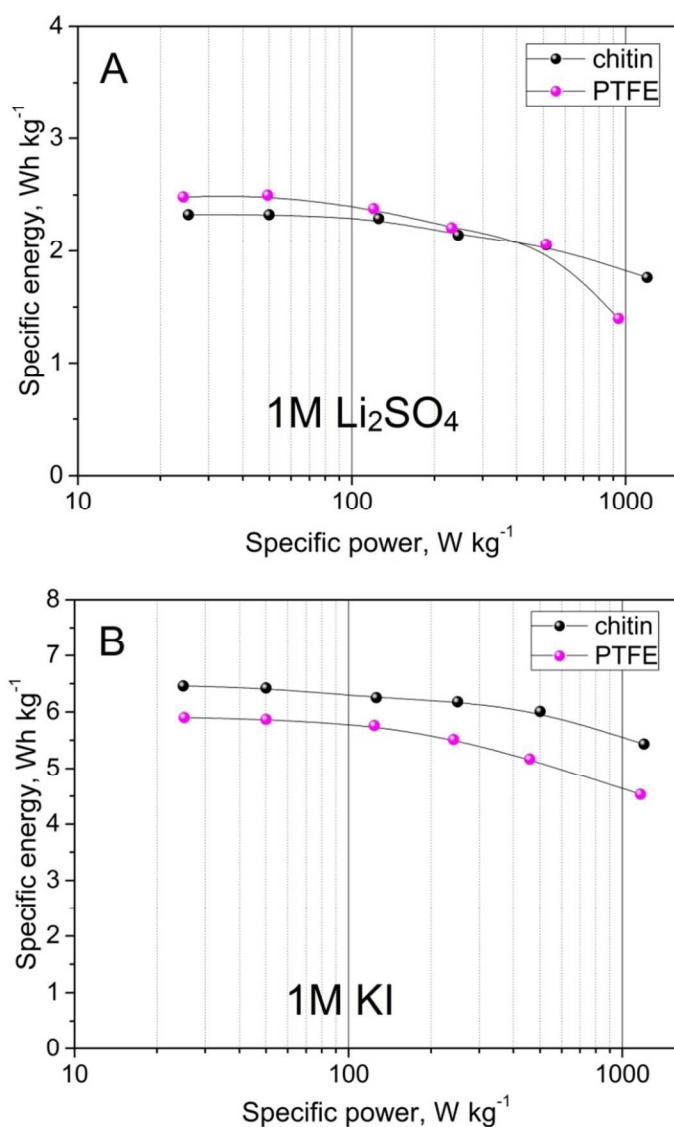 A
chitin
PTFE
4
3
2
1
0
Specific energy, Wh kg⁻¹
1M Li₂SO₄
10 100 1000
Specific power, W kg⁻¹
B
chitin
PTFE
8
7
6
5
4
3
2
1
0
Specific energy, Wh kg⁻¹
1M KI
10 100 1000
Specific power, W kg⁻¹